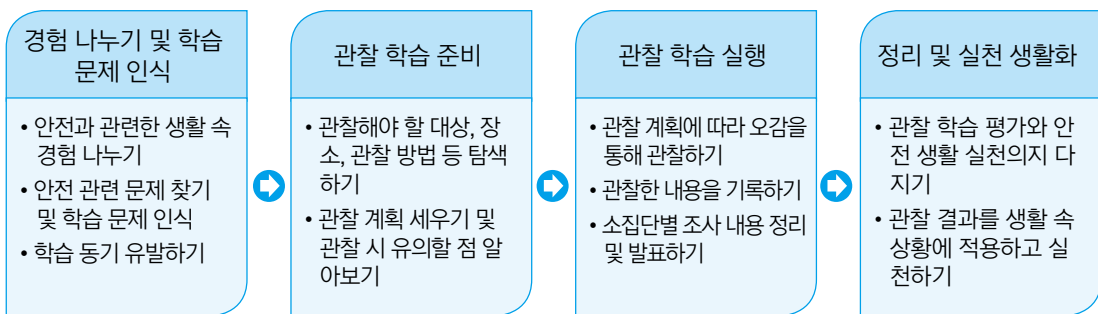 경험 나누기 및 학습
문제 인식
• 안전과 관련한 생활 속
경험 나누기
• 안전 관련 문제 찾기
및 학습 문제 인식
• 학습 동기 유발하기
관찰 학습 준비
• 관찰해야 할 대상, 장
소, 관찰 방법 등 탐색
하기
• 관찰 계획 세우기 및
관찰 시 유의할 점 알
아보기
관찰 학습 실행
• 관찰 계획에 따라 오감을
통해 관찰하기
• 관찰한 내용을 기록하기
• 소집단별 조사 내용 정리
및 발표하기
정리 및 실천 생활화
• 관찰 학습 평가와 안
전 생활 실천의지 다
지기
• 관찰 결과를 생활 속
상황에 적용하고 실
천하기